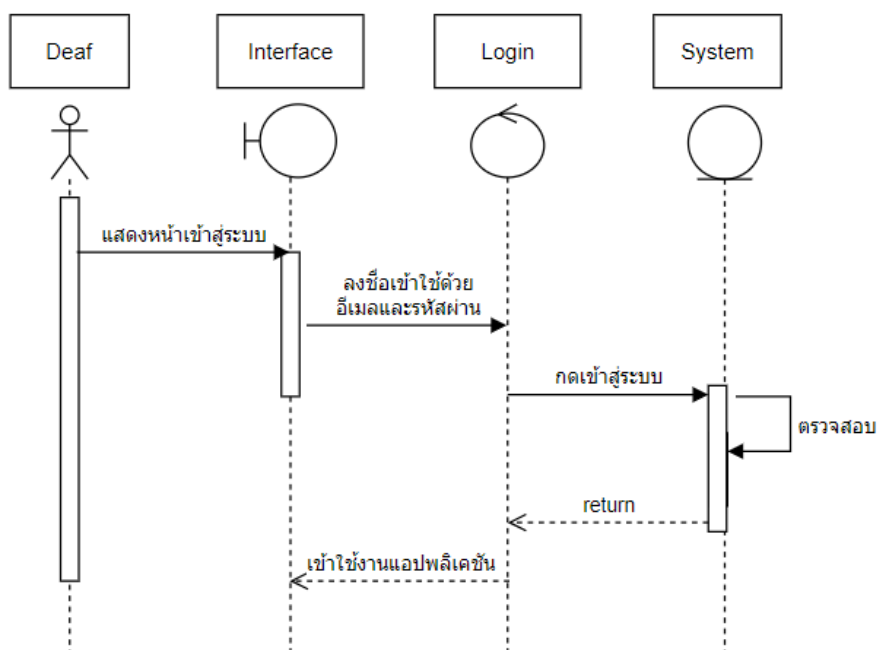 Deaf
Interface
Login
System
แสดงหน้าเข้าสู่ระบบ
ลงชื่อเข้าใช้ด้วย
อีเมลและรหัสผ่าน
กดเข้าสู่ระบบ
ตรวจสอบ
return
เข้าใช้งานแอปพลิเคชัน